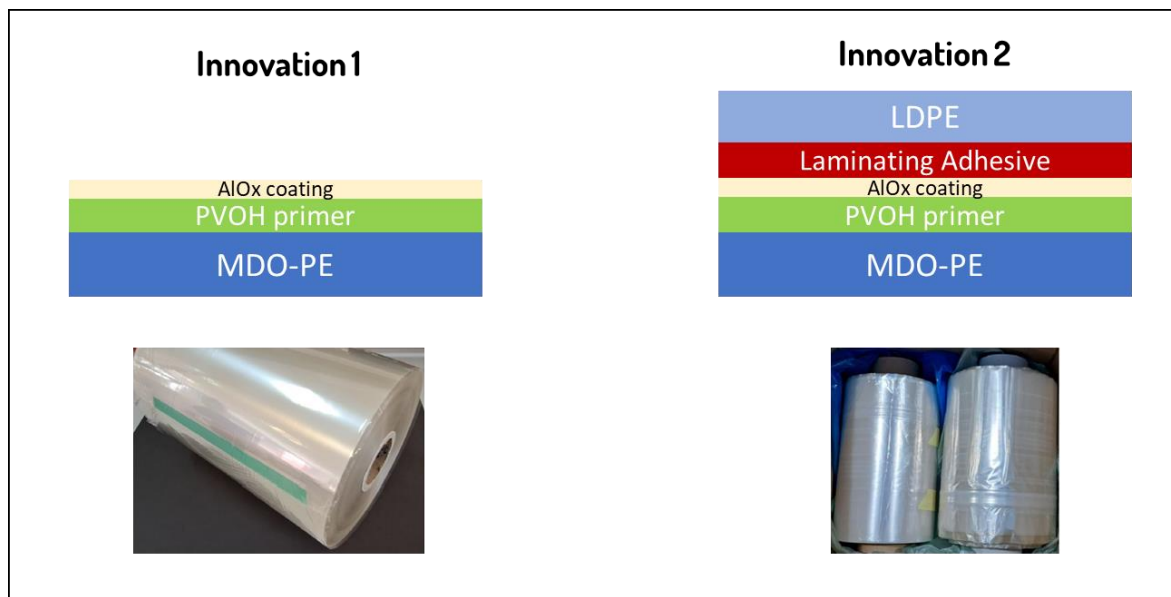 Innovation 1
AlOx coating
PVOH primer
MDO-PE
Innovation 2
LDPE
Laminating Adhesive
AlOx coating
PVOH primer
MDO-PE